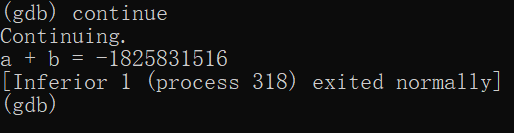 (gdb) continue
Continuing.
a + b = -1825831516
[Inferior 1 (process 318) exited normally]
(gdb)